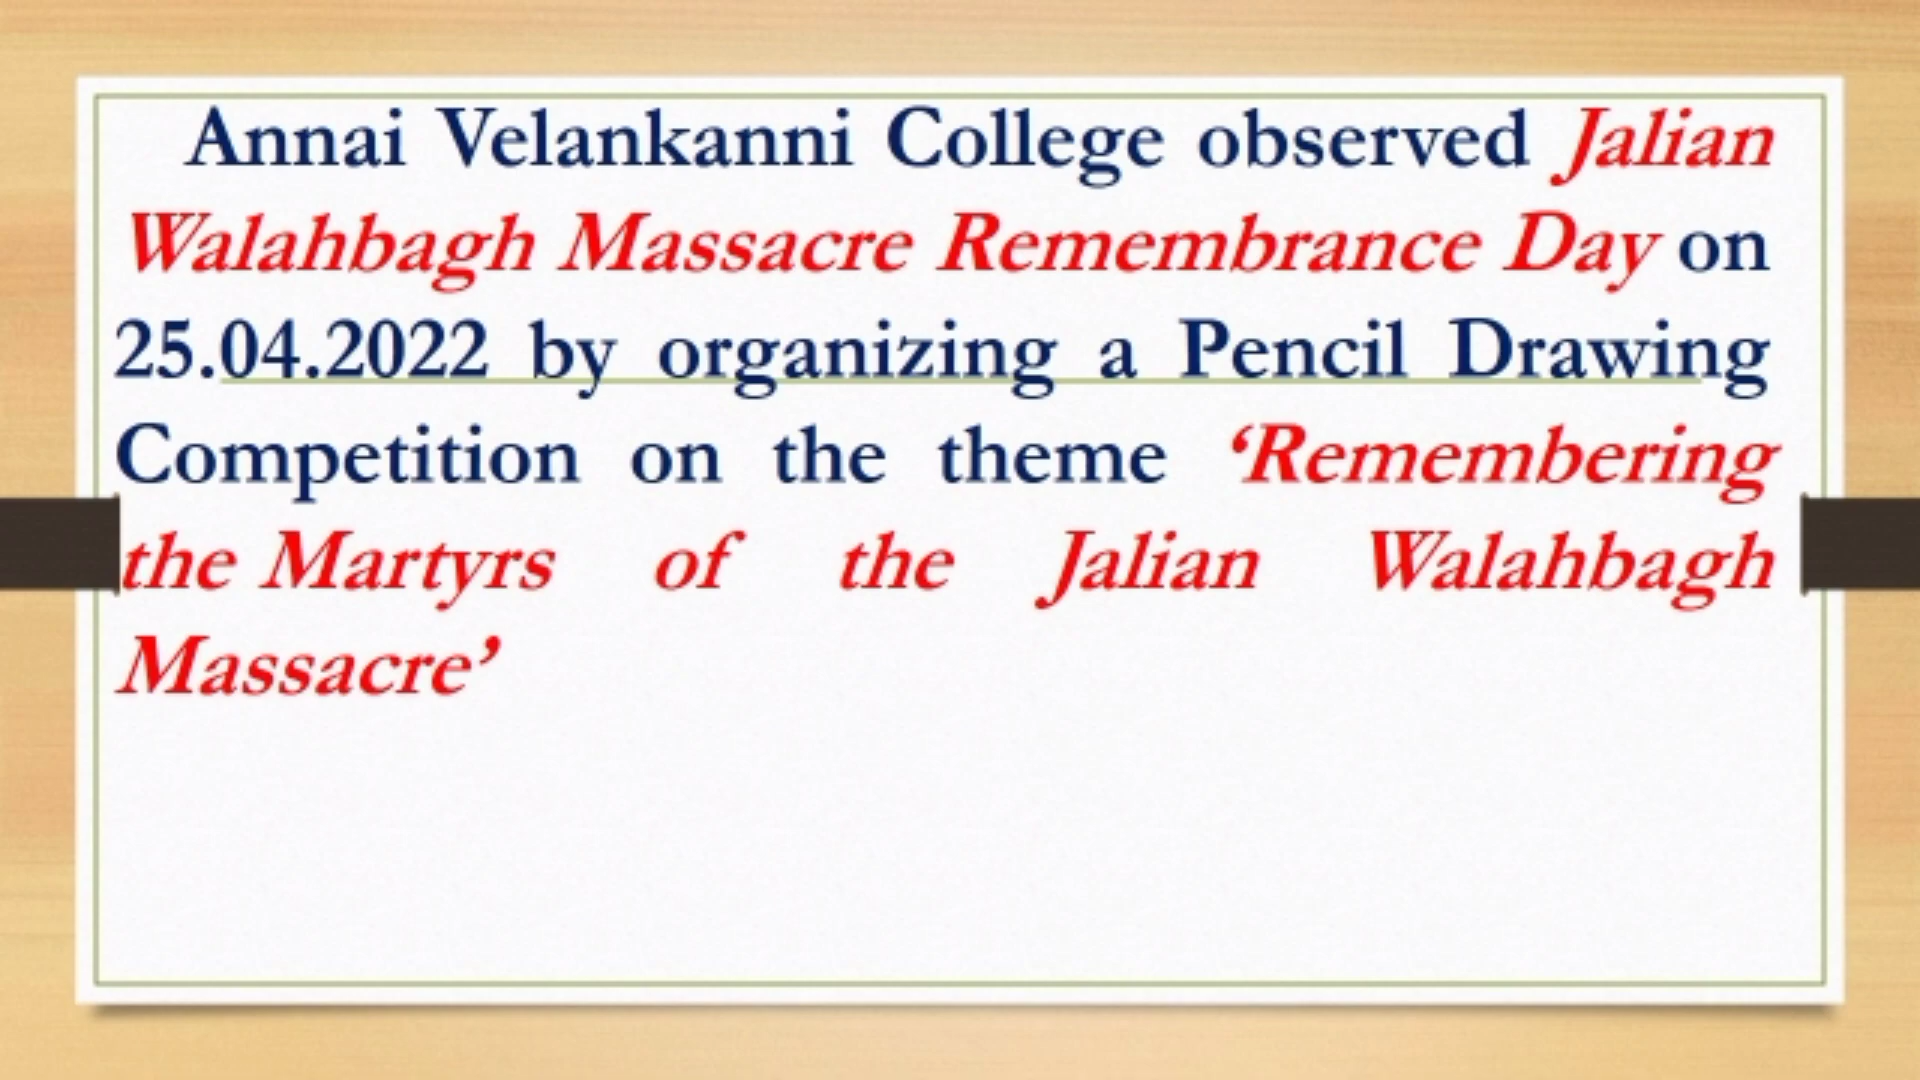 Annai Velankanni College observed Jalian
Walahbagh Massacre Remembrance Day on
25.04.2022 by organizing a Pencil Drawing
Competition on the theme ‘Remembering
the Martyrs of the Jalian Walahbagh
Massacre’